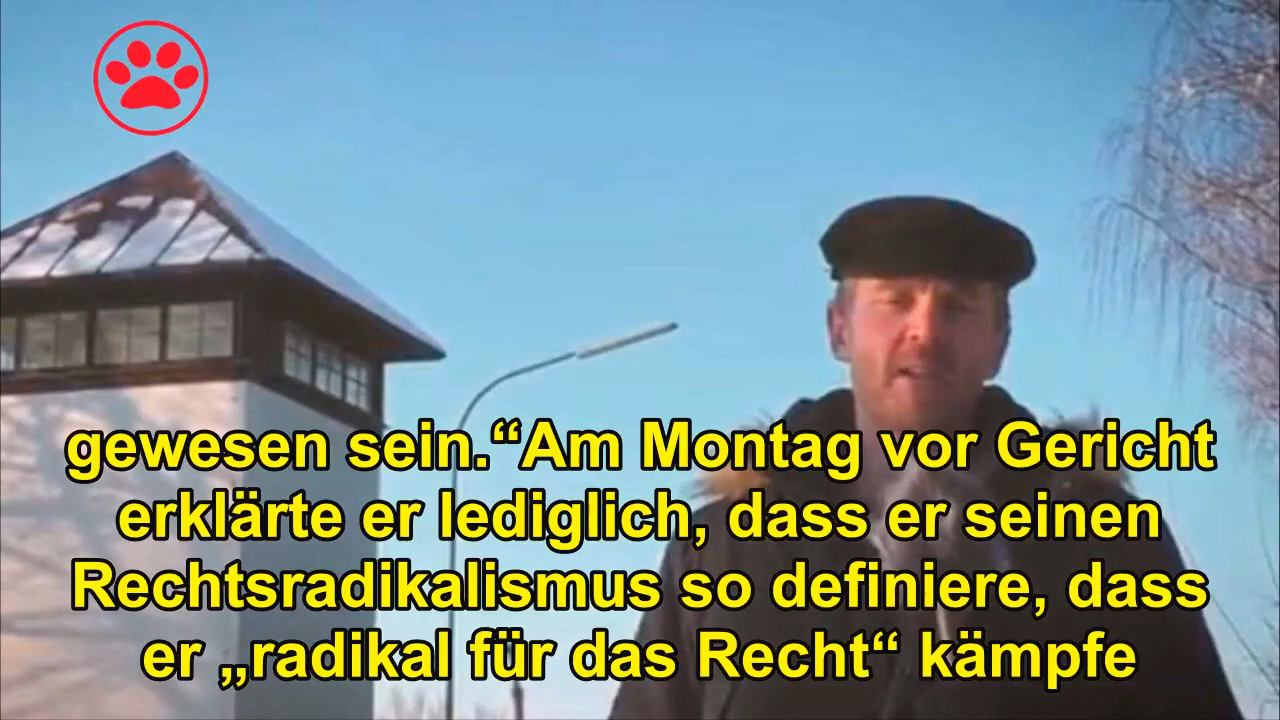 gewesen sein.“Am Montag vor Gericht
erklärte er lediglich, dass er seinen
Rechtsradikalismus so definiere, dass
er „radikal für das Recht“ kämpfe